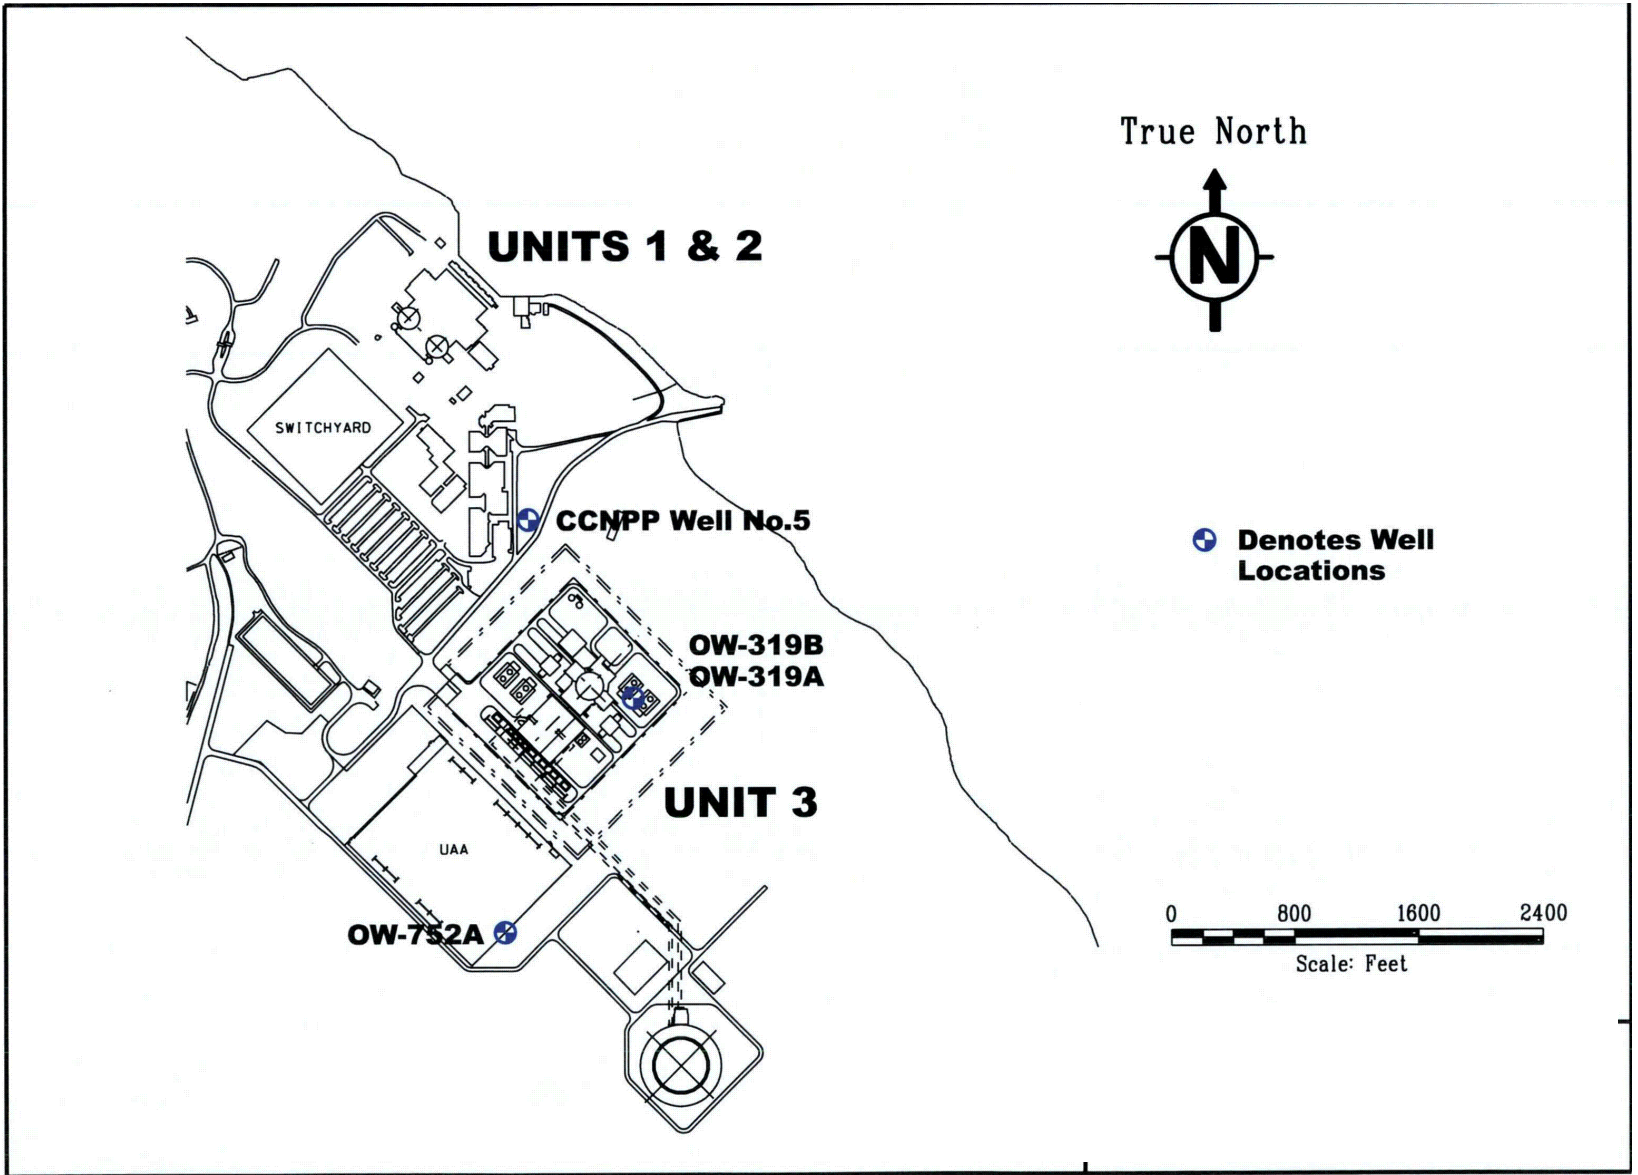 True North
N
UNITS 1 & 2
SWITCHYARD
CCNPP Well No.5
Denotes Well
Locations
OW-319B
OW-319A
UNIT 3
UAA
OW-752A
0 800 1600 2400
Scale: Feet